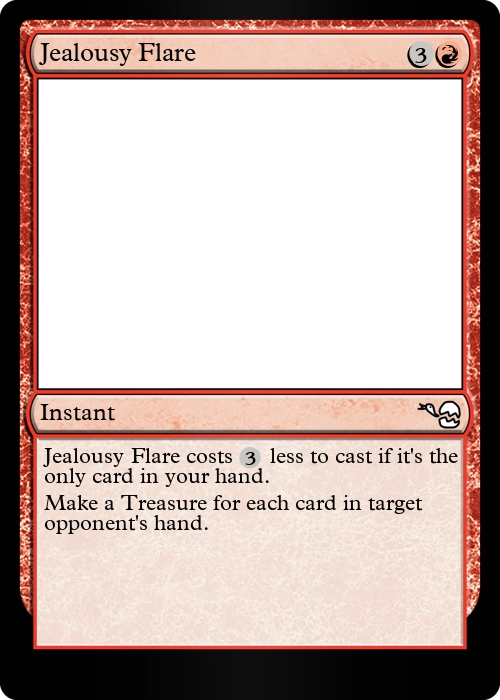 Jealousy Flare 3
Instant
Jealousy Flare costs 3 less to cast if it's the
only card in your hand.
Make a Treasure for each card in target
opponent's hand.